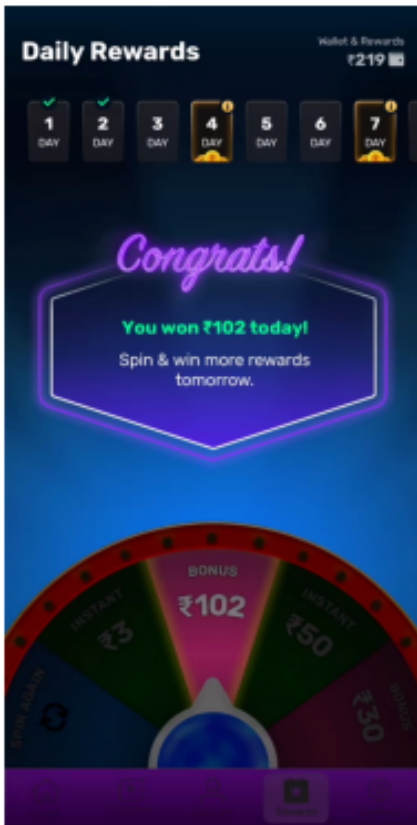 Daily Rewards
Wallet & Rewards
₹219
1
DAY
2
DAY
3
DAY
4
DAY
5
DAY
6
DAY
7
DAY
Congrats!
You won ₹102 today!
Spin & win more rewards
tomorrow.
BONUS
₹102
INSTANT
₹3
INSTANT
₹50
SPIN AGAIN
₹30